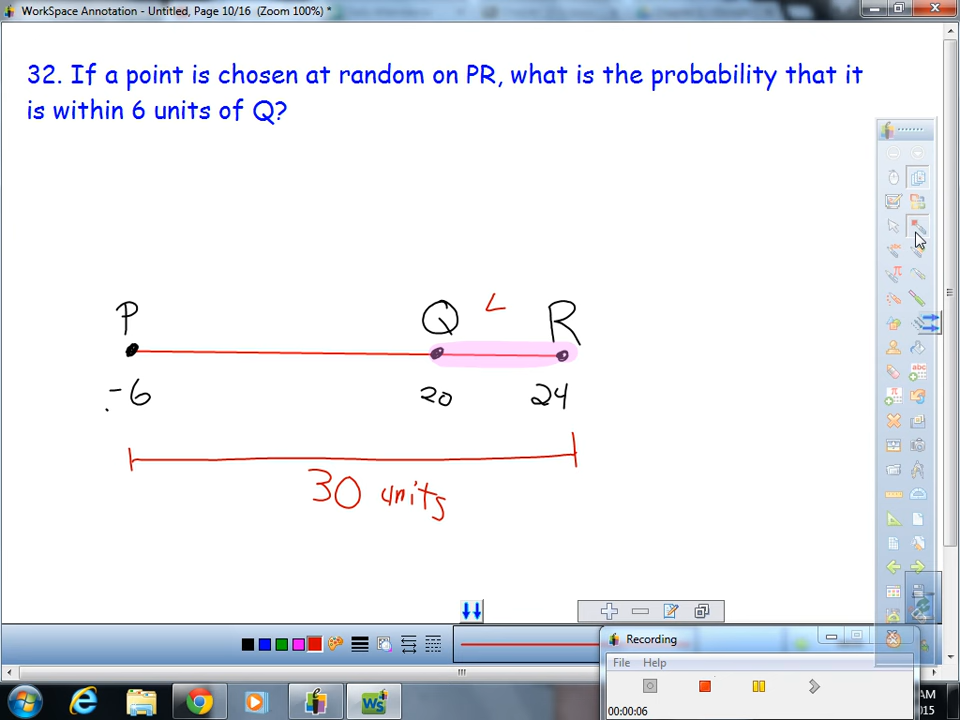 WorkSpace Annotation - Untitled, Page 10/16 (Zoom 100%) *
32. If a point is chosen at random on PR, what is the probability that it
is within 6 units of Q?
P Q R
-6 20 24
30 units
Recording
File Help
00:00:06
AM
2015